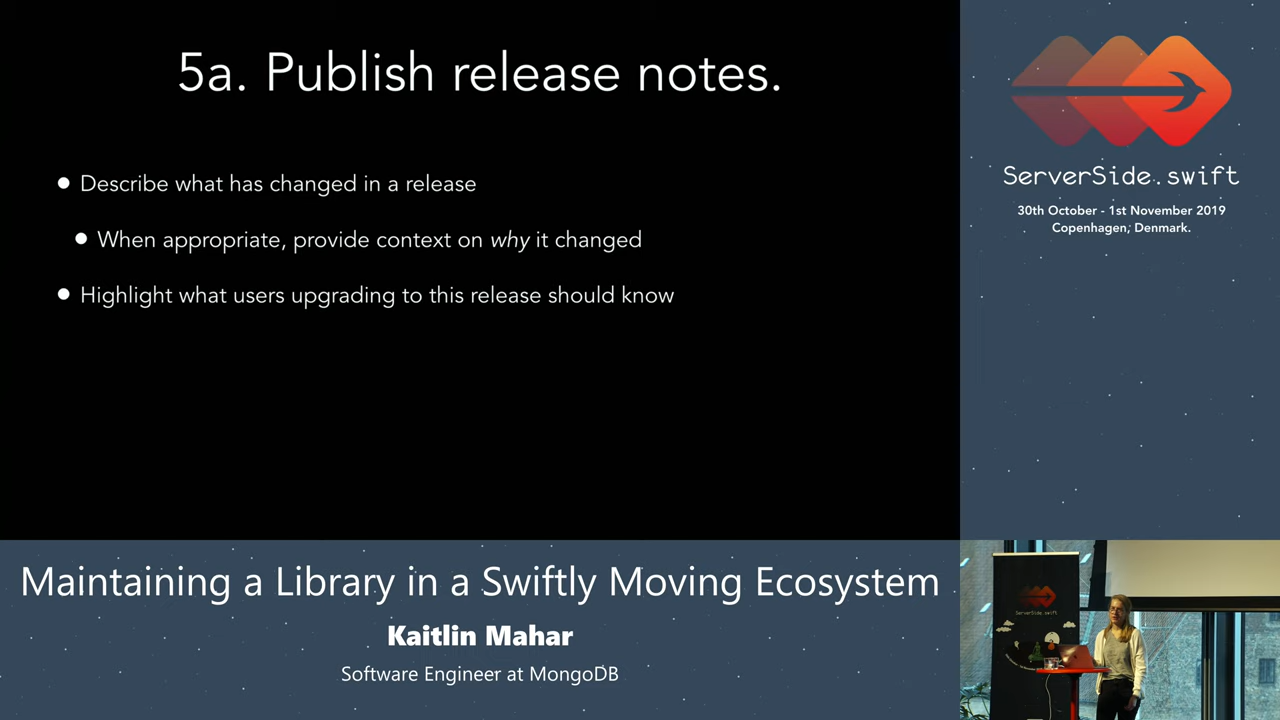 5a. Publish release notes.
Describe what has changed in a release
When appropriate, provide context on why it changed
Highlight what users upgrading to this release should know
ServerSide.swift
30th October - 1st November 2019
Copenhagen, Denmark.
Maintaining a Library in a Swiftly Moving Ecosystem
Kaitlin Mahar
Software Engineer at MongoDB
ServerSide.swift